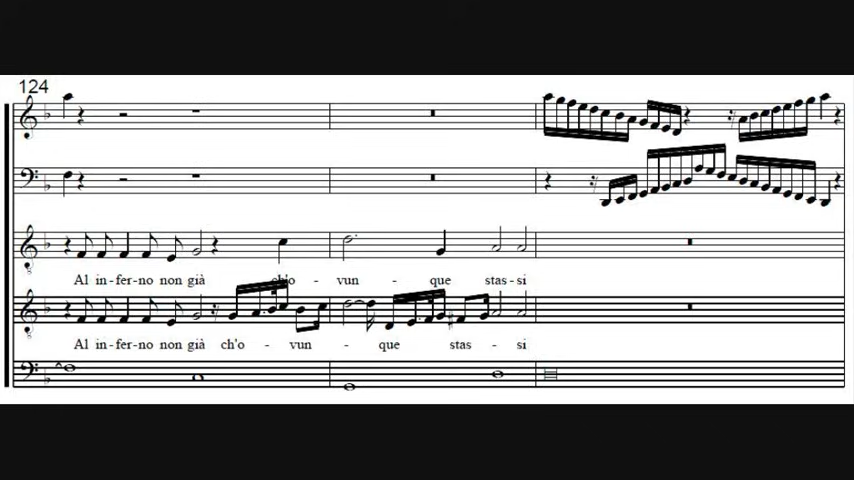 124
Al in-fer-no non già ch'o - vun - que stas-si
Al in-fer-no non già ch'o - vun - que stas - si